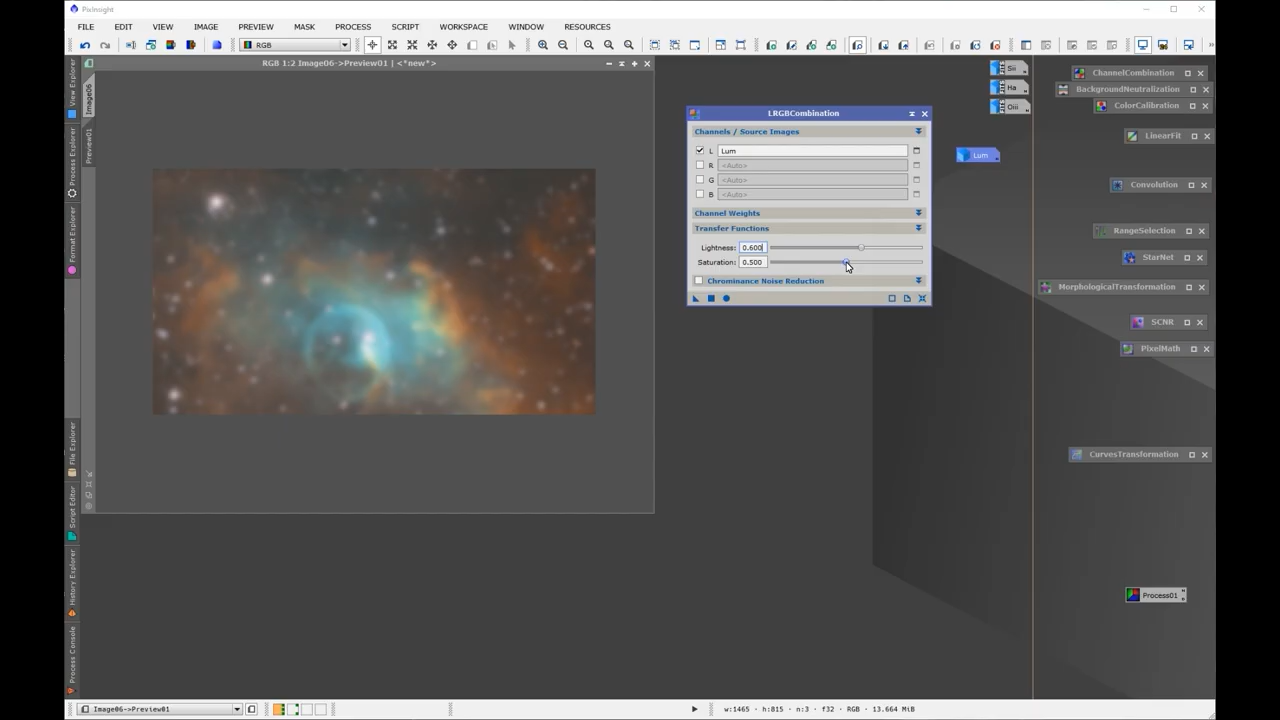 PixInsight
FILE EDIT VIEW IMAGE PREVIEW MASK PROCESS SCRIPT WORKSPACE WINDOW RESOURCES
RGB
RGB 1:2 Image06->Preview01 | <*new*>
View Explorer
Process Explorer
Format Explorer
File Explorer
Script Editor
History Explorer
Process Console
Image06
Preview01
LRGBCombination
Channels / Source Images
L Lum
R <Auto>
G <Auto>
B <Auto>
Channel Weights
Transfer Functions
Lightness: 0.600
Saturation: 0.500
Chrominance Noise Reduction
Sii
Ha
Oiii
Lum
ChannelCombination
BackgroundNeutralization
ColorCalibration
LinearFit
Convolution
RangeSelection
StarNet
MorphologicalTransformation
SCNR
PixelMath
CurvesTransformation
Process01
Image06->Preview01
w:1465 · h:815 · n:3 · f32 · RGB · 13.664 MiB